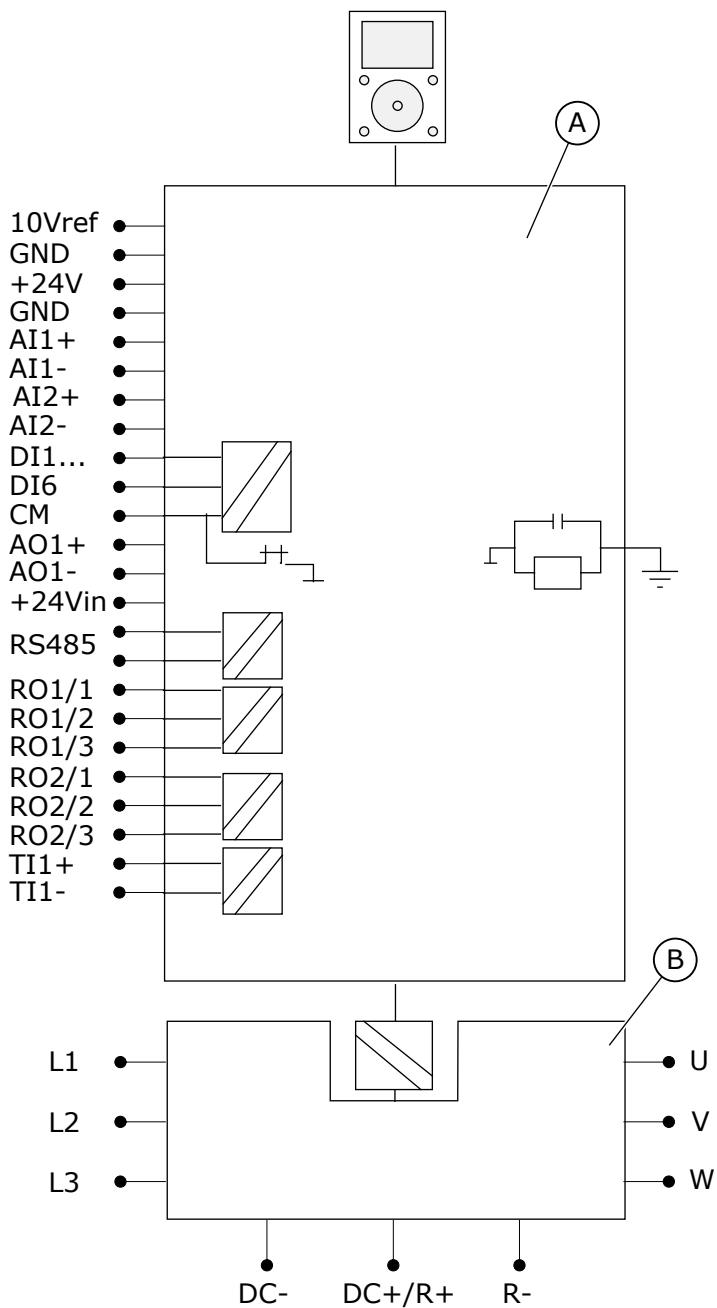 A
10Vref
GND
+24V
GND
AI1+
AI1-
AI2+
AI2-
DI1...
DI6
CM
AO1+
AO1-
+24Vin
RS485
RO1/1
RO1/2
RO1/3
RO2/1
RO2/2
RO2/3
TI1+
TI1-
B
L1
U
L2
V
L3
W
DC-
DC+/R+
R-